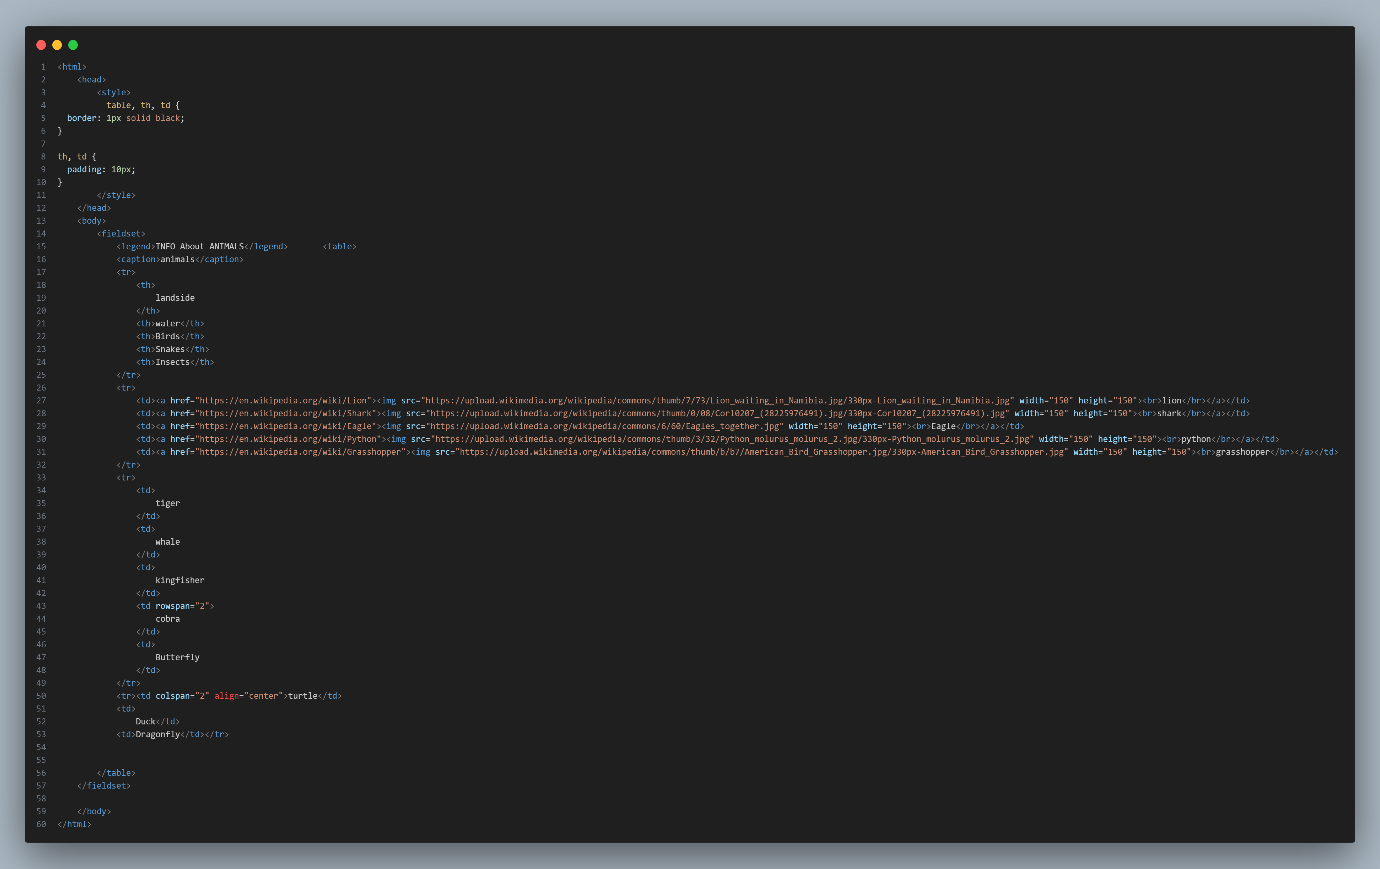 1 <html>
2     <head>
3         <style>
4           table, th, td {
5   border: 1px solid black;
6 }
7
8 th, td {
9   padding: 10px;
10 }
11         </style>
12     </head>
13     <body>
14         <fieldset>
15             <legend>INFO About ANIMALS</legend>       <table>
16             <caption>animals</caption>
17             <tr>
18                 <th>
19                     landside
20                 </th>
21                 <th>water</th>
22                 <th>Birds</th>
23                 <th>Snakes</th>
24                 <th>Insects</th>
25             </tr>
26             <tr>
27                 <td><a href="https://en.wikipedia.org/wiki/Lion"><img src="https://upload.wikimedia.org/wikipedia/commons/thumb/7/73/Lion_waiting_in_Namibia.jpg/330px-Lion_waiting_in_Namibia.jpg" width="150" height="150"><br>lion</br></a></td>
28                 <td><a href="https://en.wikipedia.org/wiki/Shark"><img src="https://upload.wikimedia.org/wikipedia/commons/thumb/0/08/Corl0207_(28225976491).jpg/330px-Corl0207_(28225976491).jpg" width="150" height="150"><br>shark</br></a></td>
29                 <td><a href="https://en.wikipedia.org/wiki/Eagle"><img src="https://upload.wikimedia.org/wikipedia/commons/6/60/Eagles_together.jpg" width="150" height="150"><br>Eagle</br></a></td>
30                 <td><a href="https://en.wikipedia.org/wiki/Python"><img src="https://upload.wikimedia.org/wikipedia/commons/thumb/3/32/Python_molurus_molurus_2.jpg/330px-Python_molurus_molurus_2.jpg" width="150" height="150"><br>python</br></a></td>
31                 <td><a href="https://en.wikipedia.org/wiki/Grasshopper"><img src="https://upload.wikimedia.org/wikipedia/commons/thumb/b/b7/American_Bird_Grasshopper.jpg/330px-American_Bird_Grasshopper.jpg" width="150" height="150"><br>grasshopper</br></a></td>
32             </tr>
33             <tr>
34                 <td>
35                     tiger
36                 </td>
37                 <td>
38                     whale
39                 </td>
40                 <td>
41                     kingfisher
42                 </td>
43                 <td rowspan="2">
44                     cobra
45                 </td>
46                 <td>
47                     Butterfly
48                 </td>
49             </tr>
50             <tr><td colspan="2" align="center">turtle</td>
51             <td>
52                 Duck</td>
53             <td>Dragonfly</td></tr>
54
55
56         </table>
57     </fieldset>
58
59     </body>
60 </html>